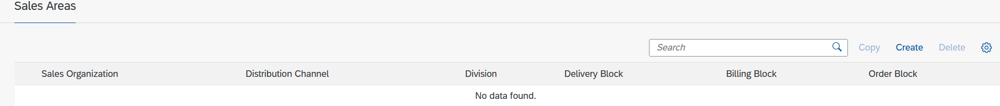 Sales Areas
Search Copy Create Delete
Sales Organization Distribution Channel Division Delivery Block Billing Block Order Block
No data found.